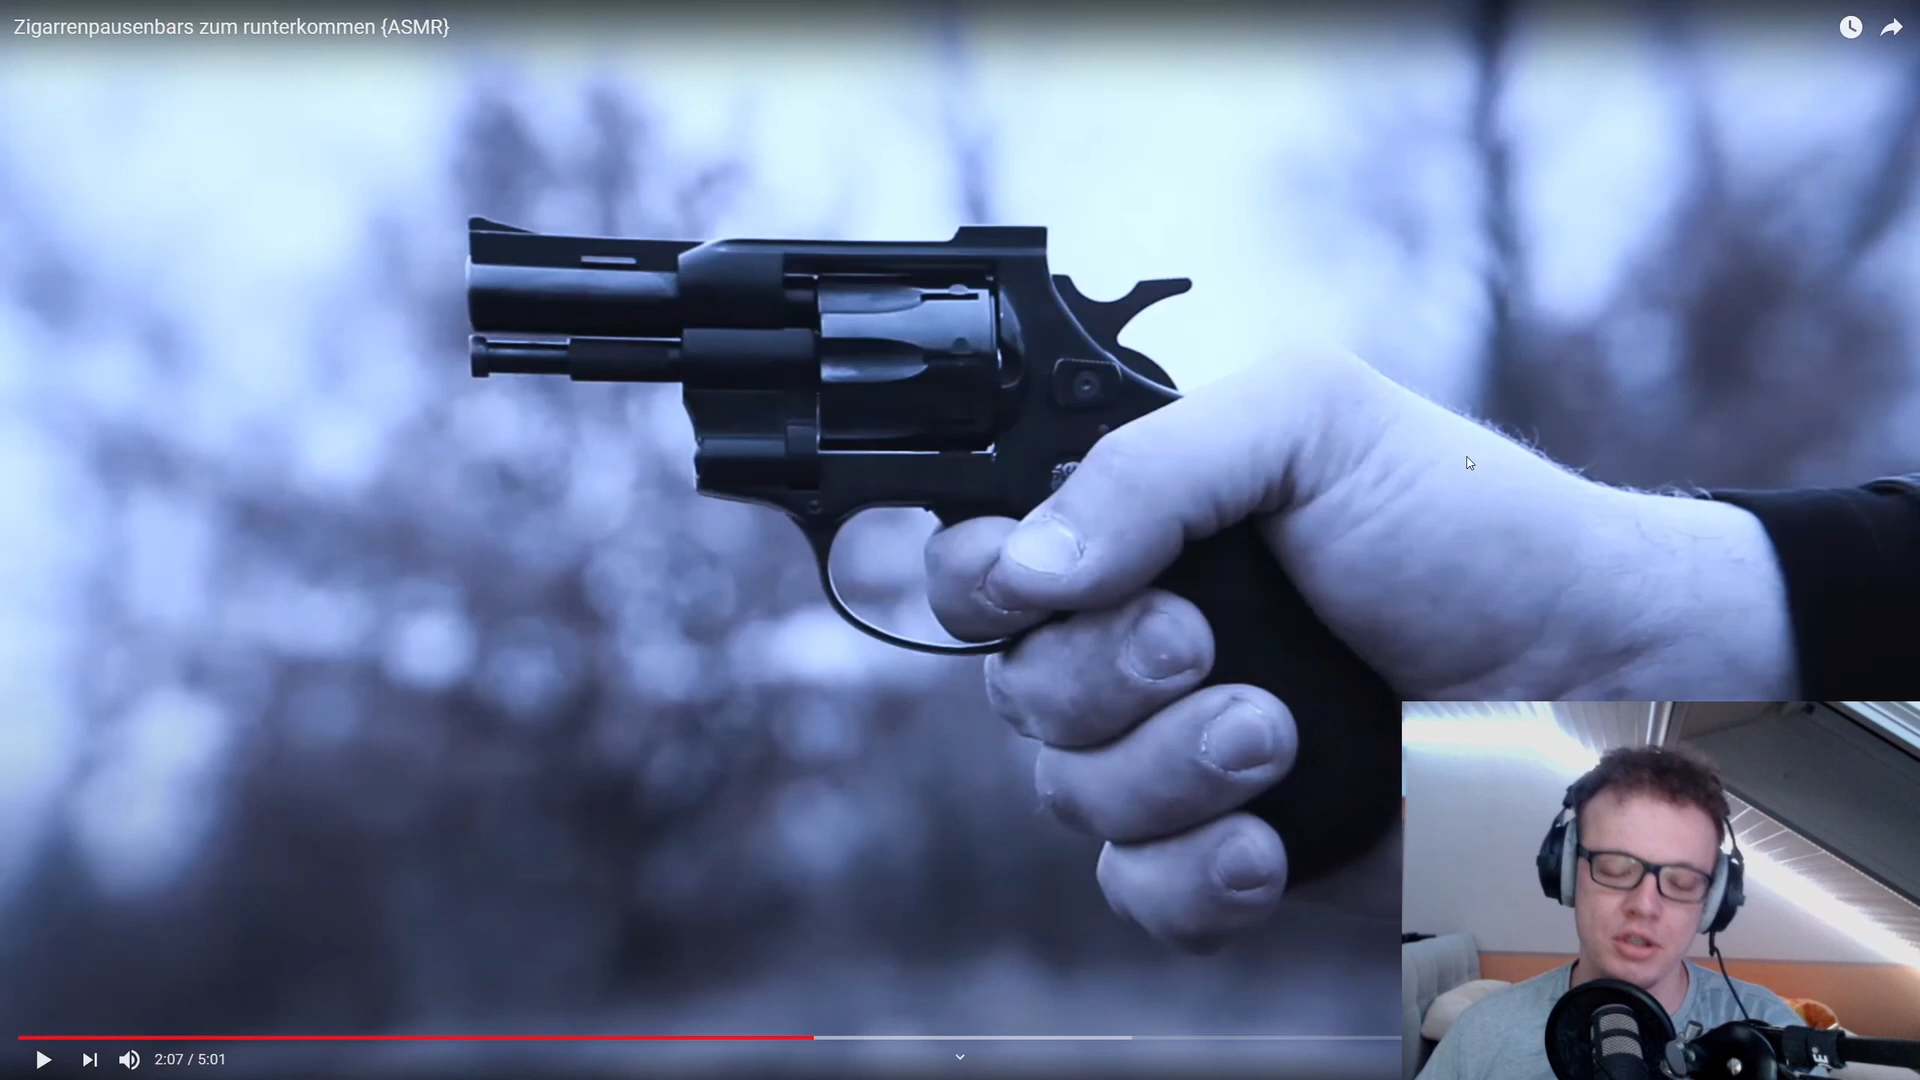 Zigarrenpausenbars zum runterkommen {ASMR}
2:07 / 5:01